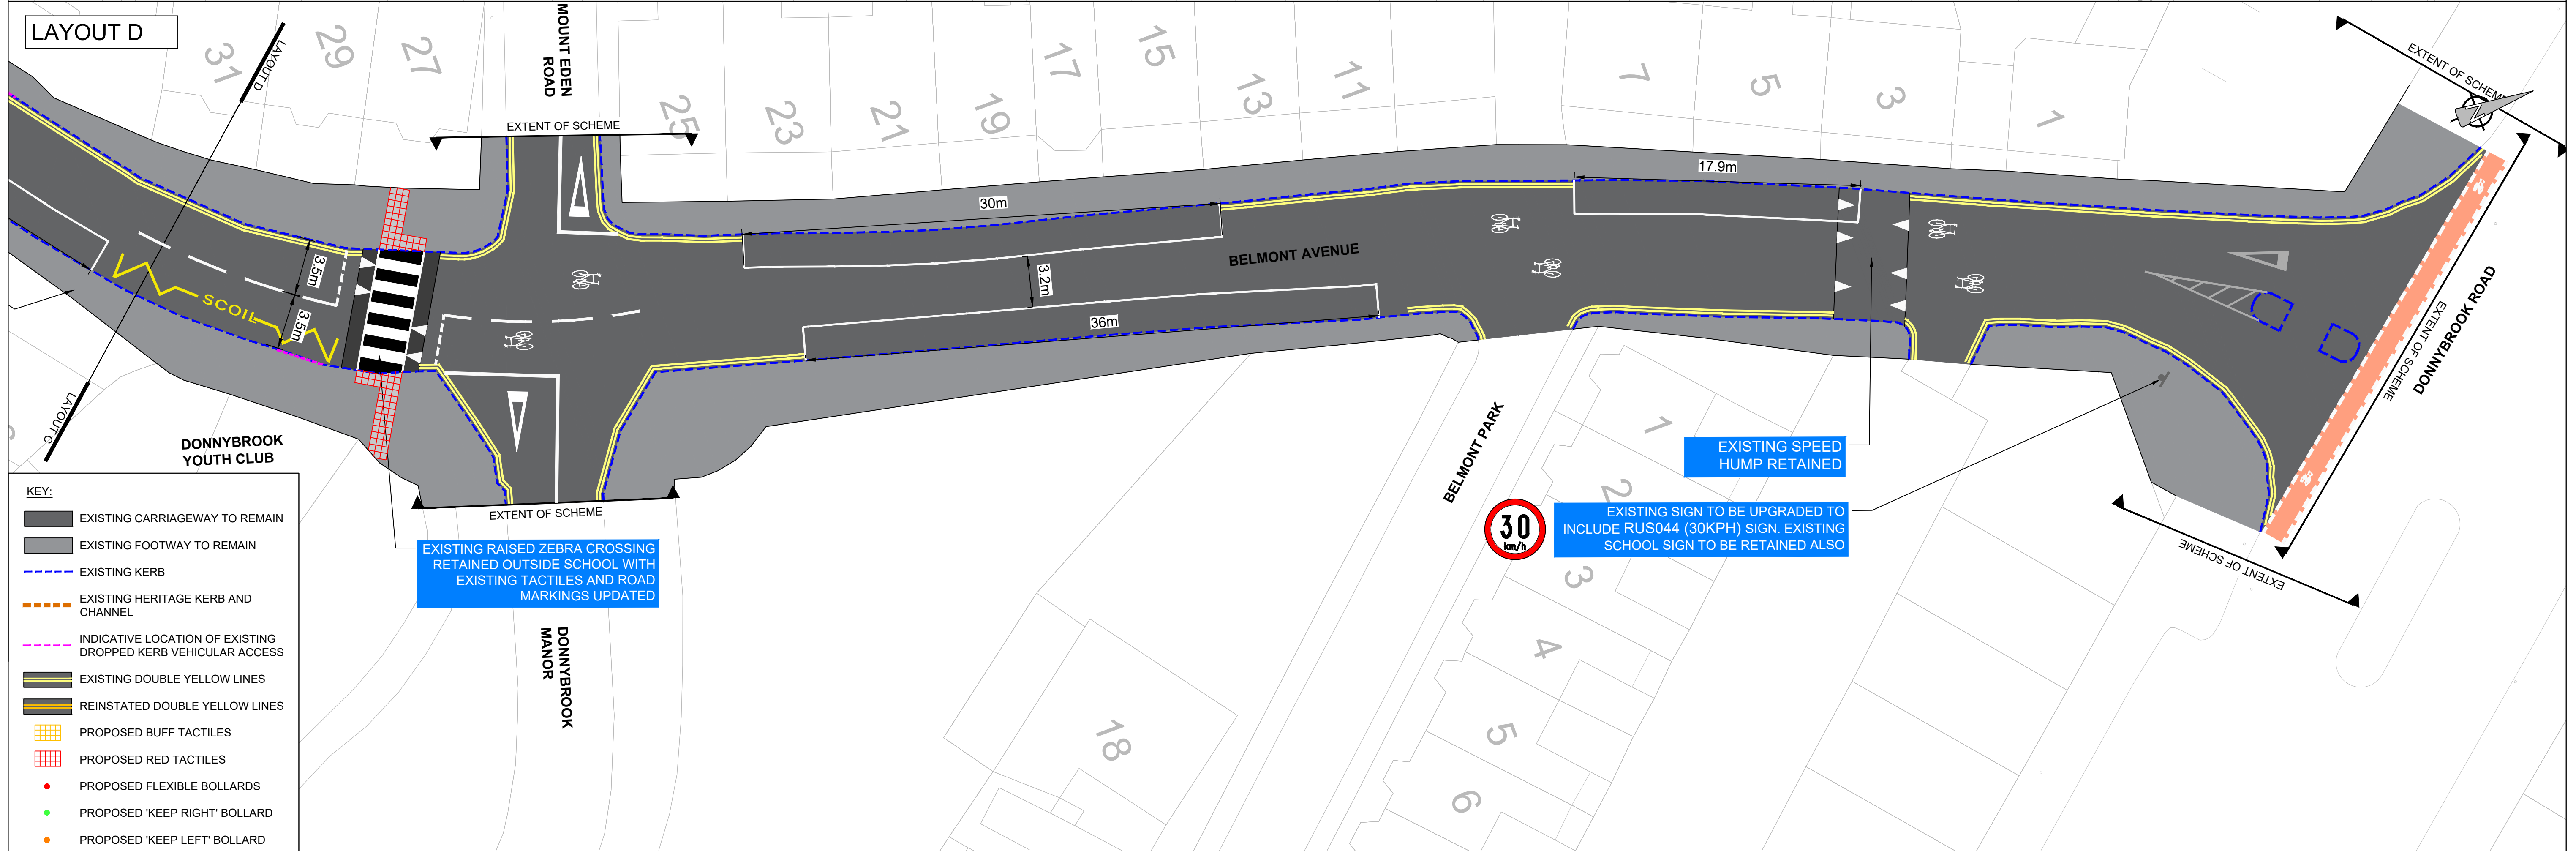 LAYOUT D
31
29
27
LAYOUT D
MOUNT EDEN
ROAD
EXTENT OF SCHEME
25
23
21
19
17
15
13
11
7
5
3
1
EXTENT OF SCHEME
17.9m
30m
BELMONT AVENUE
3.2m
36m
3.5m
3.5m
SCOIL
LAYOUT C
DONNYBROOK
YOUTH CLUB
EXTENT OF SCHEME
DONNYBROOK ROAD
EXTENT OF SCHEME
EXTENT OF SCHEME
EXISTING SPEED
HUMP RETAINED
30
km/h
EXISTING SIGN TO BE UPGRADED TO
INCLUDE RUS044 (30KPH) SIGN. EXISTING
SCHOOL SIGN TO BE RETAINED ALSO
EXISTING RAISED ZEBRA CROSSING
RETAINED OUTSIDE SCHOOL WITH
EXISTING TACTILES AND ROAD
MARKINGS UPDATED
DONNYBROOK
MANOR
BELMONT PARK
1
2
3
4
5
6
18
KEY:
EXISTING CARRIAGEWAY TO REMAIN
EXISTING FOOTWAY TO REMAIN
EXISTING KERB
EXISTING HERITAGE KERB AND
CHANNEL
INDICATIVE LOCATION OF EXISTING
DROPPED KERB VEHICULAR ACCESS
EXISTING DOUBLE YELLOW LINES
REINSTATED DOUBLE YELLOW LINES
PROPOSED BUFF TACTILES
PROPOSED RED TACTILES
PROPOSED FLEXIBLE BOLLARDS
PROPOSED 'KEEP RIGHT' BOLLARD
PROPOSED 'KEEP LEFT' BOLLARD